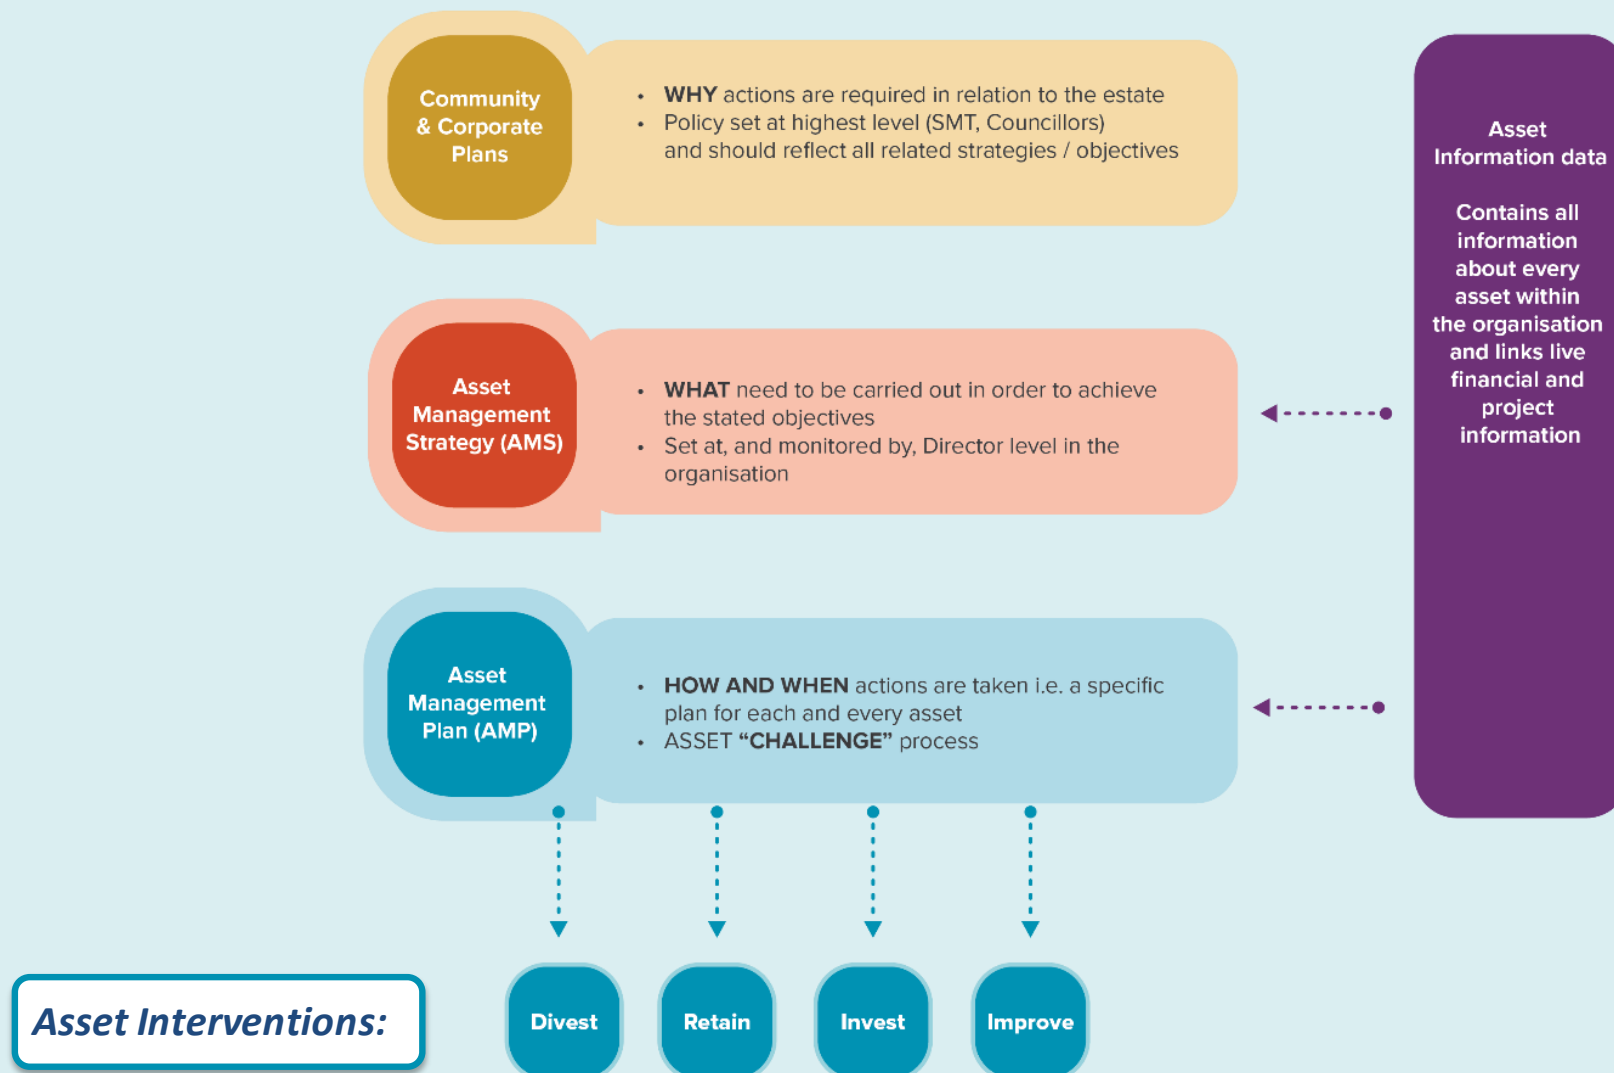 Community
& Corporate
Plans
• WHY actions are required in relation to the estate
• Policy set at highest level (SMT, Councillors)
and should reflect all related strategies / objectives
Asset
Management
Strategy (AMS)
• WHAT need to be carried out in order to achieve
the stated objectives
• Set at, and monitored by, Director level in the
organisation
Asset
Management
Plan (AMP)
• HOW AND WHEN actions are taken i.e. a specific
plan for each and every asset
• ASSET “CHALLENGE” process
Asset
Information data
Contains all
information
about every
asset within
the organisation
and links live
financial and
project
information
Asset Interventions:
Divest
Retain
Invest
Improve